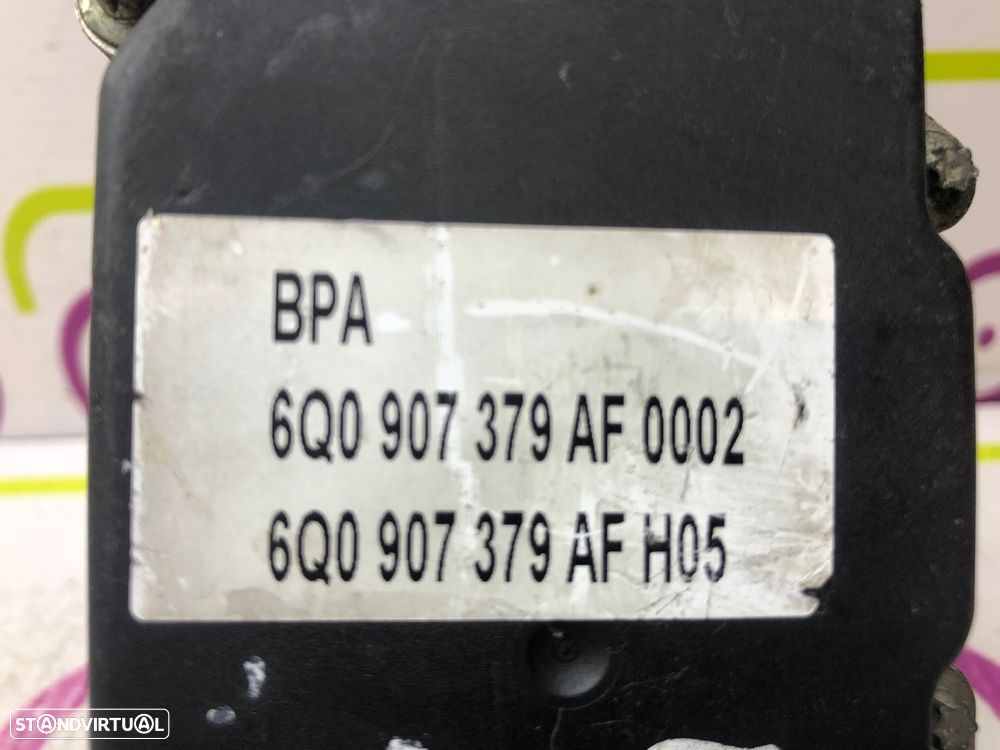 BPA
6Q0 907 379 AF 0002
6Q0 907 379 AF H05
STANDVIRTUAL